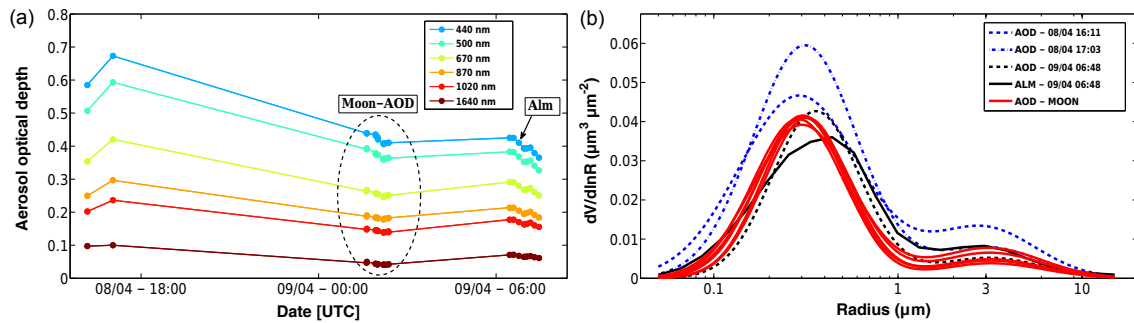 (a)
0.8
0.7
0.6
0.5
0.4
0.3
0.2
0.1
0
Aerosol optical depth
440 nm
500 nm
670 nm
870 nm
1020 nm
1640 nm
Moon−AOD
Alm
08/04 − 18:00
09/04 − 00:00
09/04 − 06:00
Date [UTC]
(b)
0.06
0.05
0.04
0.03
0.02
0.01
0
dV/dlnR (µm³ µm⁻²)
AOD − 08/04 16:11
AOD − 08/04 17:03
AOD − 09/04 06:48
ALM − 09/04 06:48
AOD − MOON
0.1
1
3
10
Radius (µm)